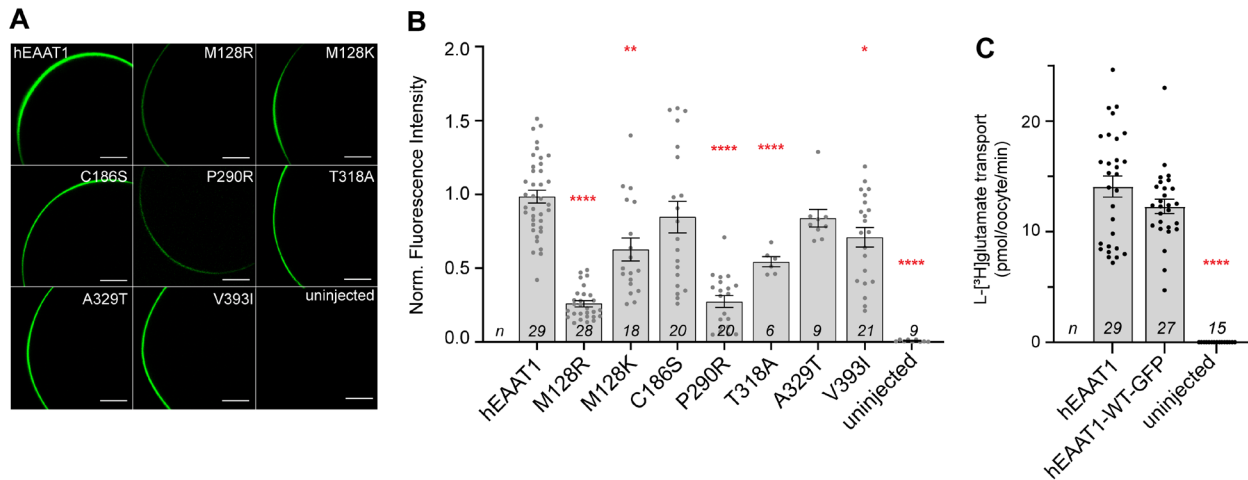 A
hEAAT1
M128R
M128K
C186S
P290R
T318A
A329T
V393I
uninjected
B
Norm. Fluorescence Intensity
2.0
1.5
1.0
0.5
0.0
**
*
****
****
****
****
n 29 28 18 20 20 6 9 21 9
hEAAT1
M128R
M128K
C186S
P290R
T318A
A329T
V393I
uninjected
C
L-[³H]glutamate transport
(pmol/oocyte/min)
20
10
0
****
n 29 27 15
hEAAT1
hEAAT1-WT-GFP
uninjected